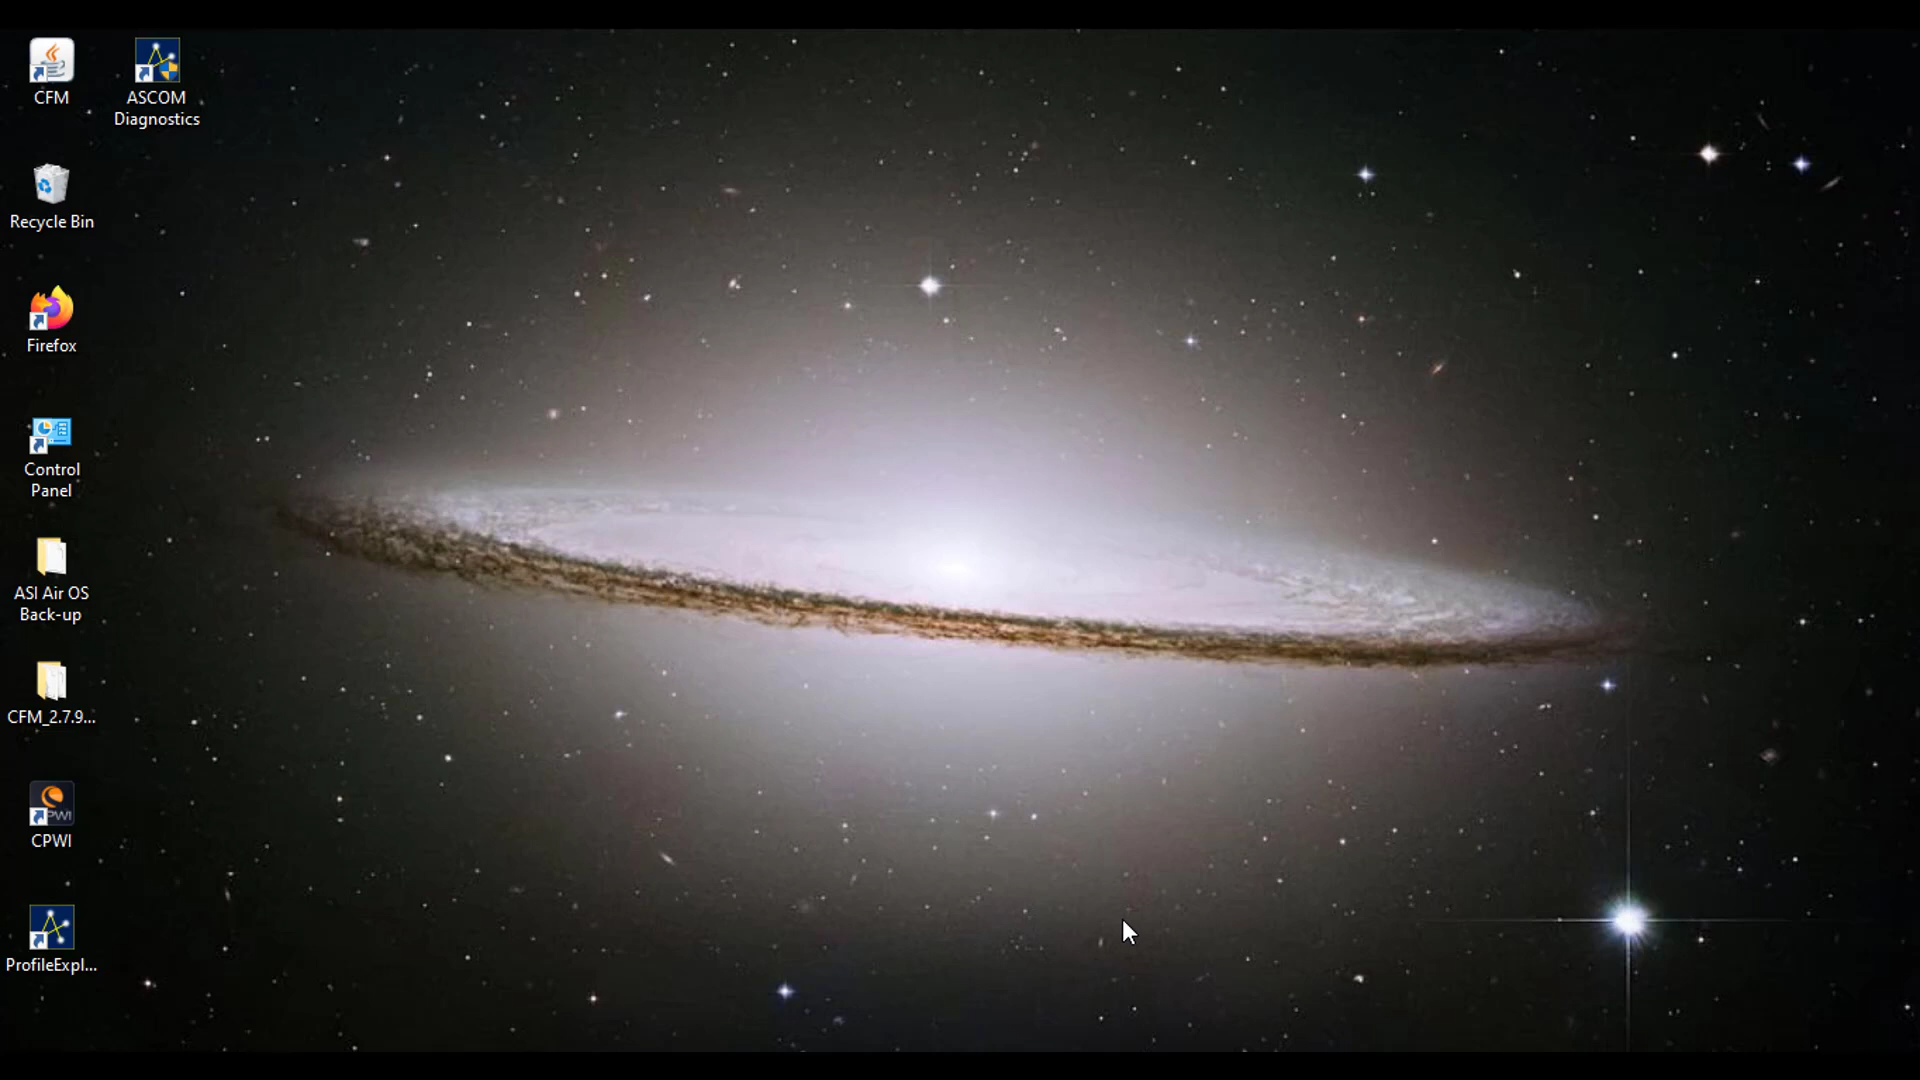 CFM
ASCOM
Diagnostics
Recycle Bin
Firefox
Control
Panel
ASI Air OS
Back-up
CFM_2.7.9...
CPWI
ProfileExpl...